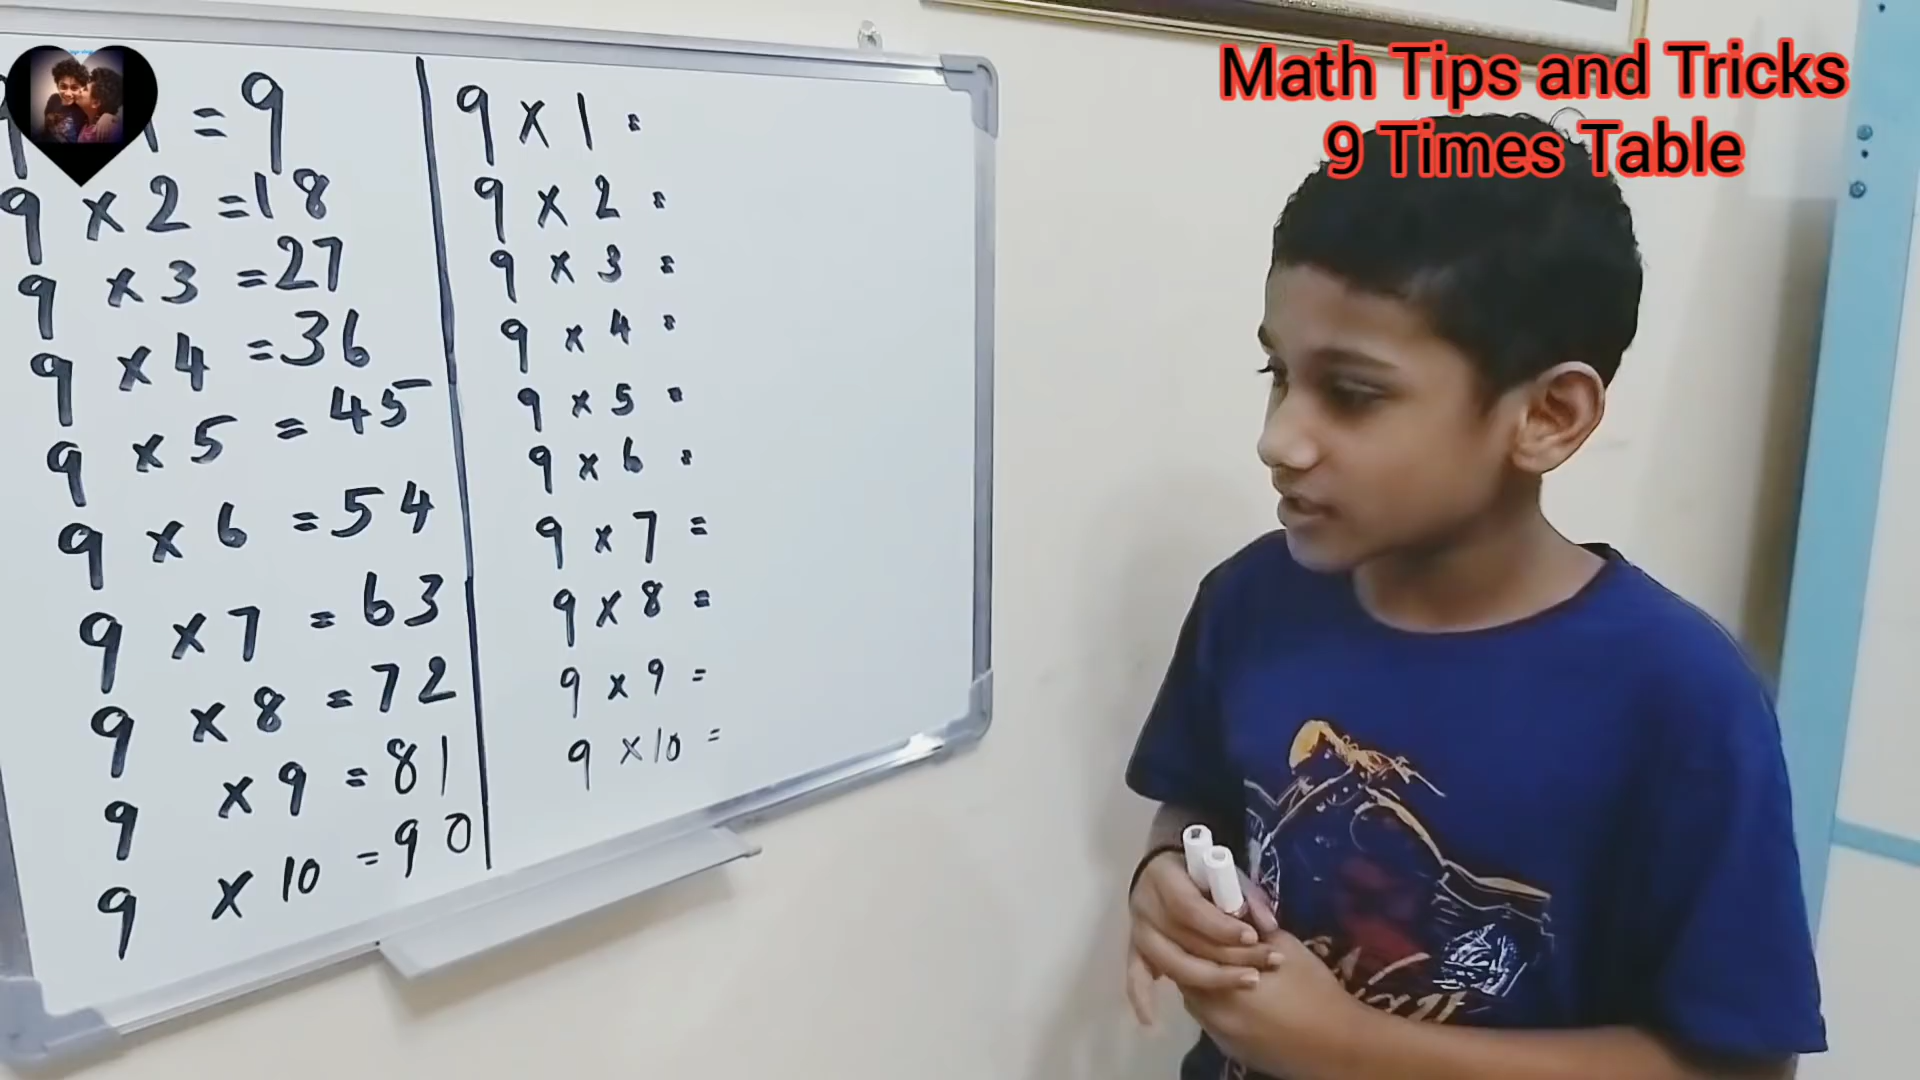 Math Tips and Tricks
9 Times Table
= 9
9 x 2 = 18
9 x 3 = 27
9 x 4 = 36
9 x 5 = 45
9 x 6 = 54
9 x 7 = 63
9 x 8 = 72
9 x 9 = 81
9 x 10 = 90
9 x 1 =
9 x 2 =
9 x 3 =
9 x 4 =
9 x 5 =
9 x 6 =
9 x 7 =
9 x 8 =
9 x 9 =
9 x 10 =